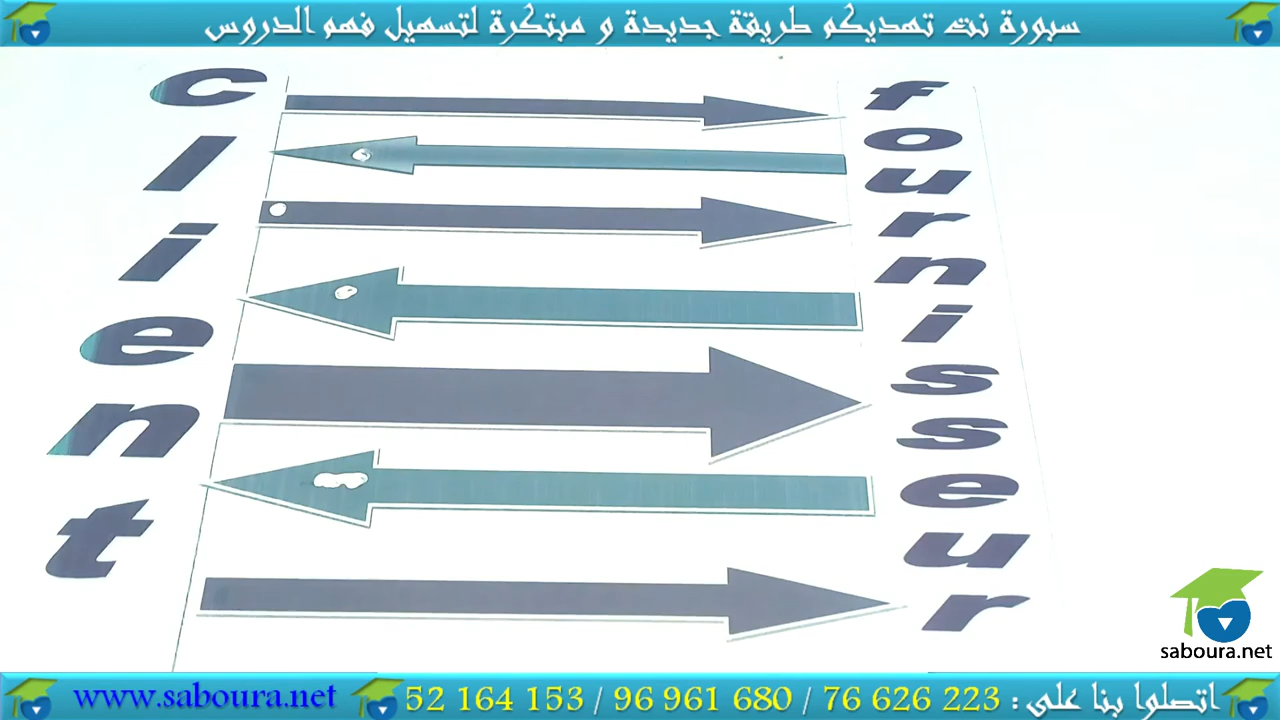 سبورة نت تهديكم طريقة جديدة و مبتكرة لتسهيل فهم الدروس
Client
fournisseur
saboura.net
www.saboura.net
52 164 153 / 96 961 680 / 76 626 223 : اتصلوا بنا على